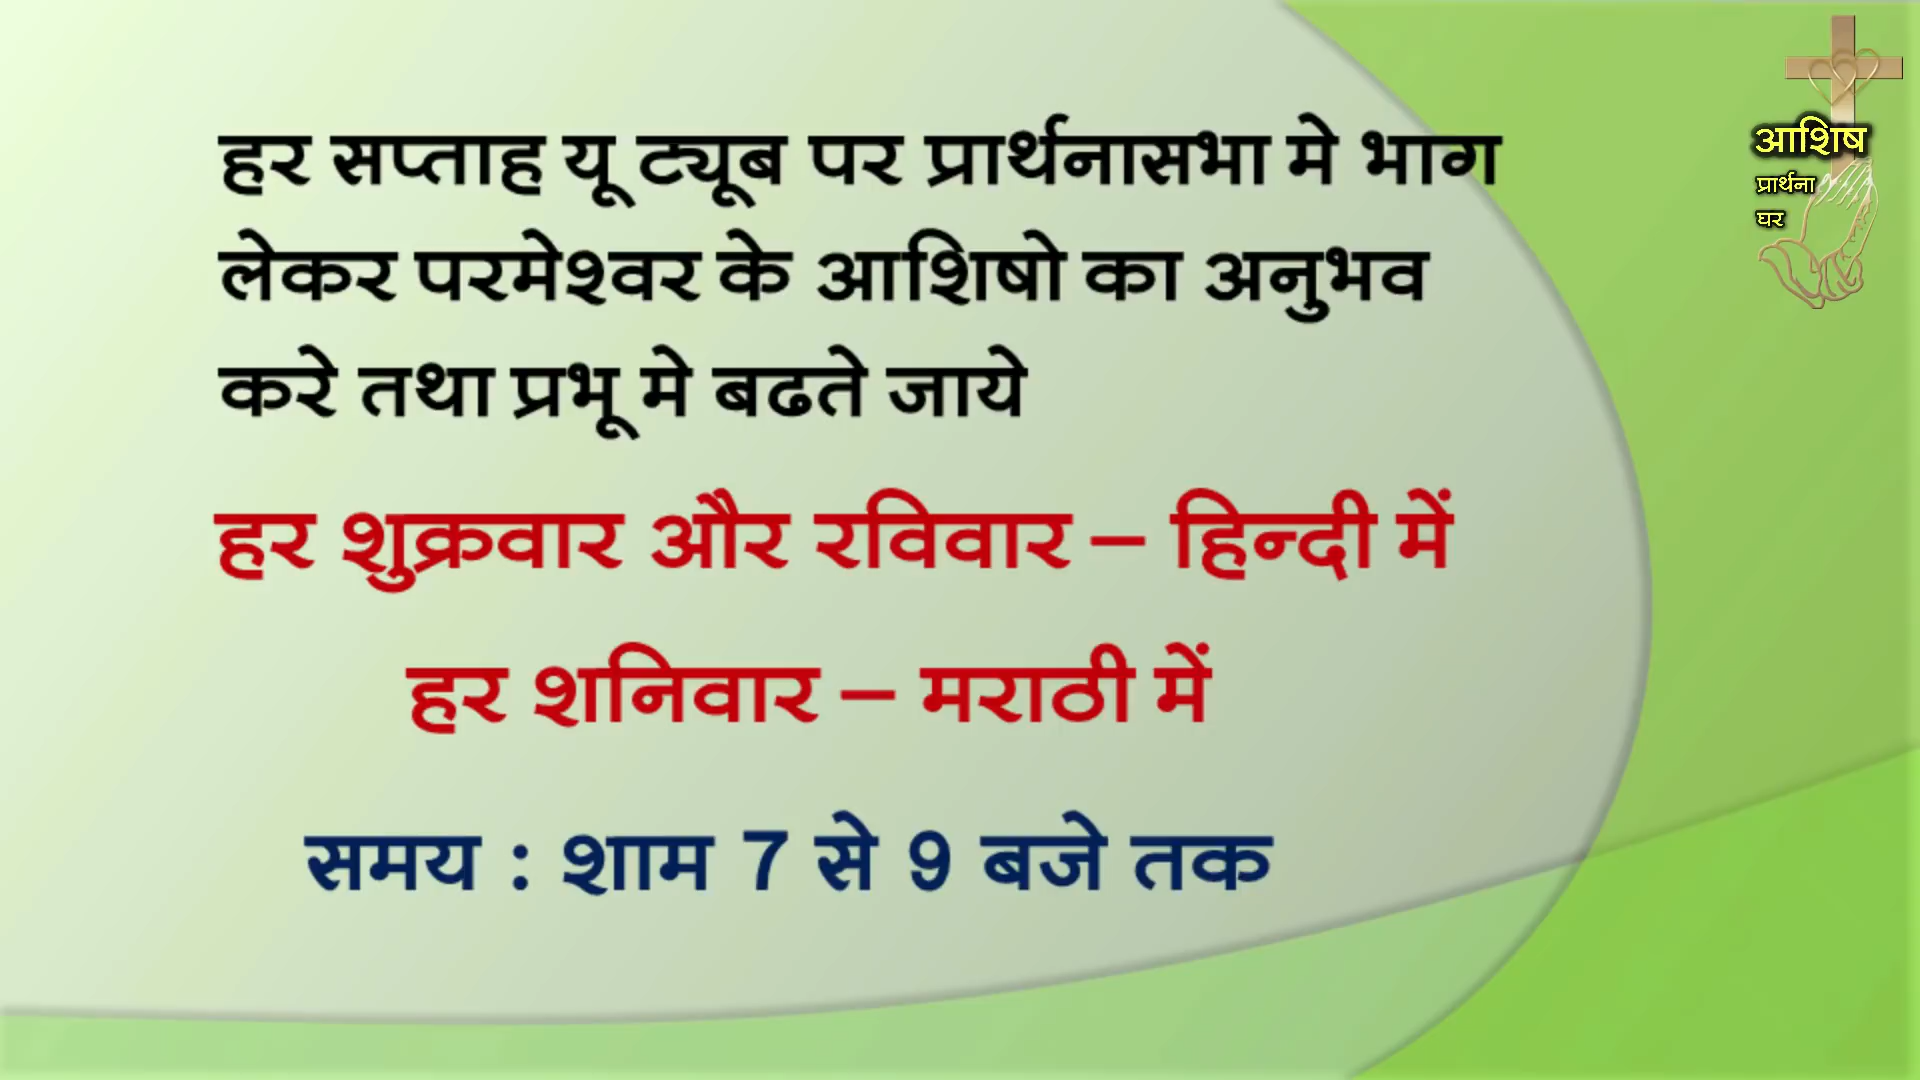 हर सप्ताह यू ट्यूब पर प्रार्थनासभा मे भाग
लेकर परमेश्वर के आशिषो का अनुभव
करे तथा प्रभू मे बढते जाये
हर शुक्रवार और रविवार – हिन्दी में
हर शनिवार – मराठी में
समय : शाम 7 से 9 बजे तक
आशिष
प्रार्थना
घर